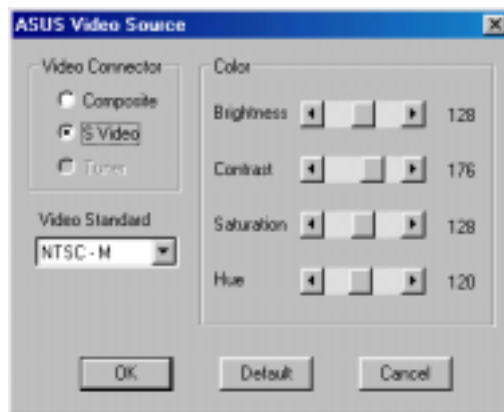 ASUS Video Source
Video Connector
Composite
S Video
Tuner
Video Standard
NTSC - M
Color
Brightness 128
Contrast 176
Saturation 128
Hue 120
OK Default Cancel